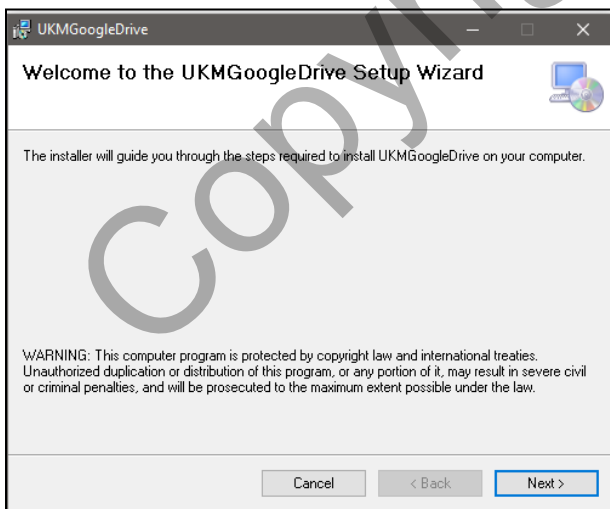 UKMGoogleDrive
Welcome to the UKMGoogleDrive Setup Wizard
The installer will guide you through the steps required to install UKMGoogleDrive on your computer.
WARNING: This computer program is protected by copyright law and international treaties.
Unauthorized duplication or distribution of this program, or any portion of it, may result in severe civil
or criminal penalties, and will be prosecuted to the maximum extent possible under the law.
Cancel
< Back
Next >